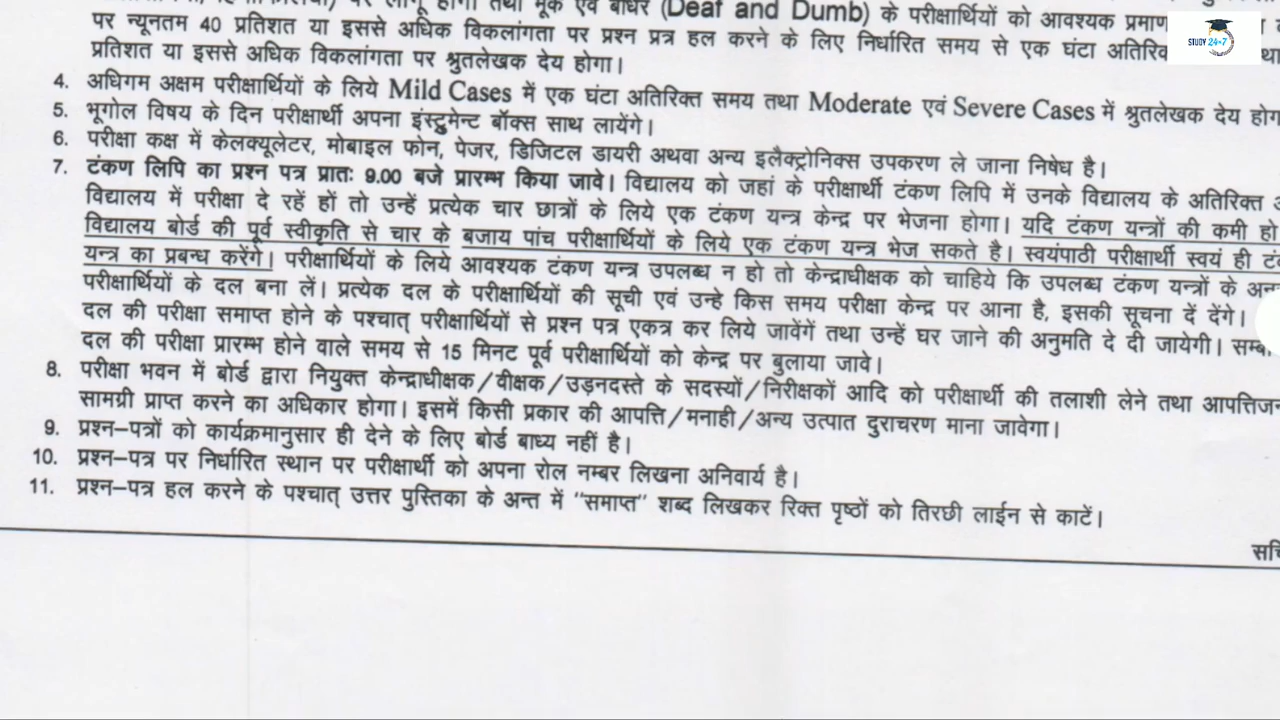 पर लागू होगा तथा मूक एवं बधिर (Deaf and Dumb) के परीक्षार्थियों को आवश्यक
पर न्यूनतम 40 प्रतिशत या इससे अधिक विकलांगता पर प्रश्न प्रत्र हल करने के लिए निर्धारित समय से एक घंटा
प्रतिशत या इससे अधिक विकलांगता पर श्रुतलेखक देय होगा।
STUDY 24×7
4. अधिगम अक्षम परीक्षार्थियों के लिये Mild Cases में एक घंटा अतिरिक्त समय तथा Moderate एवं Severe Cases में श्रुतलेखक देय
5. भूगोल विषय के दिन परीक्षार्थी अपना इंस्ट्रुमेन्ट बॉक्स साथ लायेंगे।
6. परीक्षा कक्ष में केलक्यूलेटर, मोबाइल फोन, पेजर, डिजिटल डायरी अथवा अन्य इलैक्ट्रोनिक्स उपकरण ले जाना निषेध है।
7. टंकण लिपि का प्रश्न पत्र प्रातः 9.00 बजे प्रारम्भ किया जावे। विद्यालय को जहां के परीक्षार्थी टंकण लिपि में उनके विद्यालय के अतिरिक्त
विद्यालय में परीक्षा दे रहें हों तो उन्हें प्रत्येक चार छात्रों के लिये एक टंकण यन्त्र केन्द्र पर भेजना होगा। यदि टंकण यन्त्रों की कमी हो
विद्यालय बोर्ड की पूर्व स्वीकृति से चार के बजाय पांच परीक्षार्थियों के लिये एक टंकण यन्त्र भेज सकते है। स्वयंपाठी परीक्षार्थी स्वयं ही
यन्त्र का प्रबन्ध करेंगे। परीक्षार्थियों के लिये आवश्यक टंकण यन्त्र उपलब्ध न हो तो केन्द्राधीक्षक को चाहिये कि उपलब्ध टंकण यन्त्रों के
परीक्षार्थियों के दल बना लें। प्रत्येक दल के परीक्षार्थियों की सूची एवं उन्हे किस समय परीक्षा केन्द्र पर आना है, इसकी सूचना दें देंगे।
दल की परीक्षा समाप्त होने के पश्चात् परीक्षार्थियों से प्रश्न पत्र एकत्र कर लिये जावेंगें तथा उन्हें घर जाने की अनुमति दे दी जायेगी।
दल की परीक्षा प्रारम्भ होने वाले समय से 15 मिनट पूर्व परीक्षार्थियों को केन्द्र पर बुलाया जावे।
8. परीक्षा भवन में बोर्ड द्वारा नियुक्त केन्द्राधीक्षक/वीक्षक/उड़नदस्ते के सदस्यों/निरीक्षकों आदि को परीक्षार्थी की तलाशी लेने तथा
सामग्री प्राप्त करने का अधिकार होगा। इसमें किसी प्रकार की आपत्ति/मनाही/अन्य उत्पात दुराचरण माना जावेगा।
9. प्रश्न–पत्रों को कार्यक्रमानुसार ही देने के लिए बोर्ड बाध्य नहीं है।
10. प्रश्न–पत्र पर निर्धारित स्थान पर परीक्षार्थी को अपना रोल नम्बर लिखना अनिवार्य है।
11. प्रश्न–पत्र हल करने के पश्चात् उत्तर पुस्तिका के अन्त में "समाप्त" शब्द लिखकर रिक्त पृष्ठों को तिरछी लाईन से काटें।